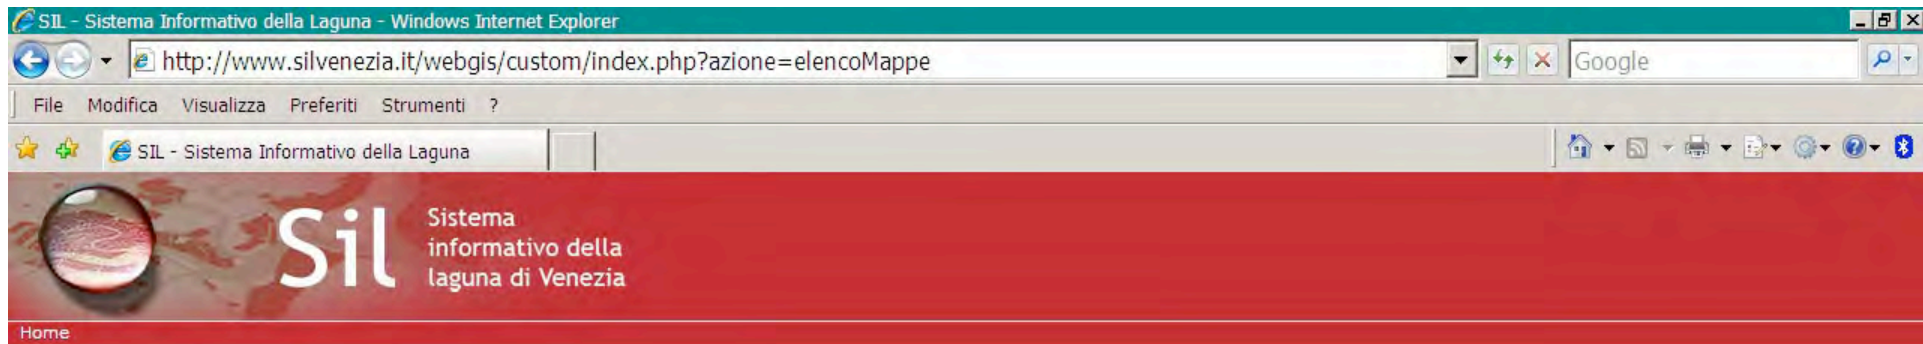 SIL - Sistema Informativo della Laguna - Windows Internet Explorer
http://www.silvenezia.it/webgis/custom/index.php?azione=elencoMappe
Google
File Modifica Visualizza Preferiti Strumenti ?
SIL - Sistema Informativo della Laguna
Sil
Sistema
informativo della
laguna di Venezia
Home